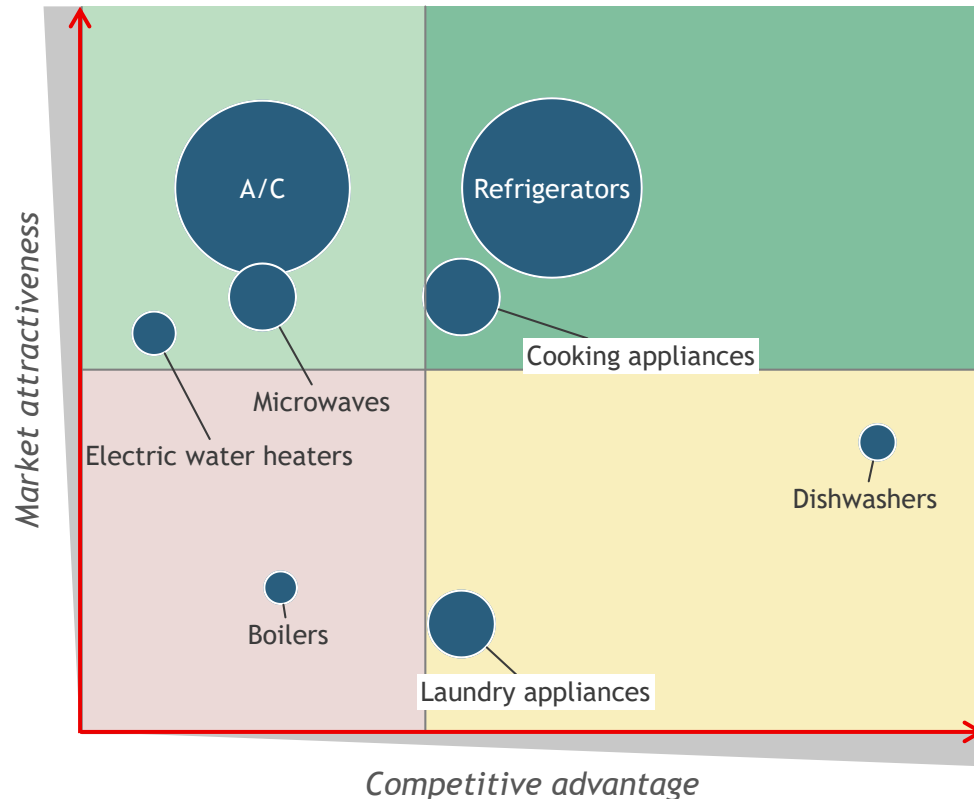 Market attractiveness
A/C
Refrigerators
Cooking appliances
Microwaves
Electric water heaters
Dishwashers
Boilers
Laundry appliances
Competitive advantage